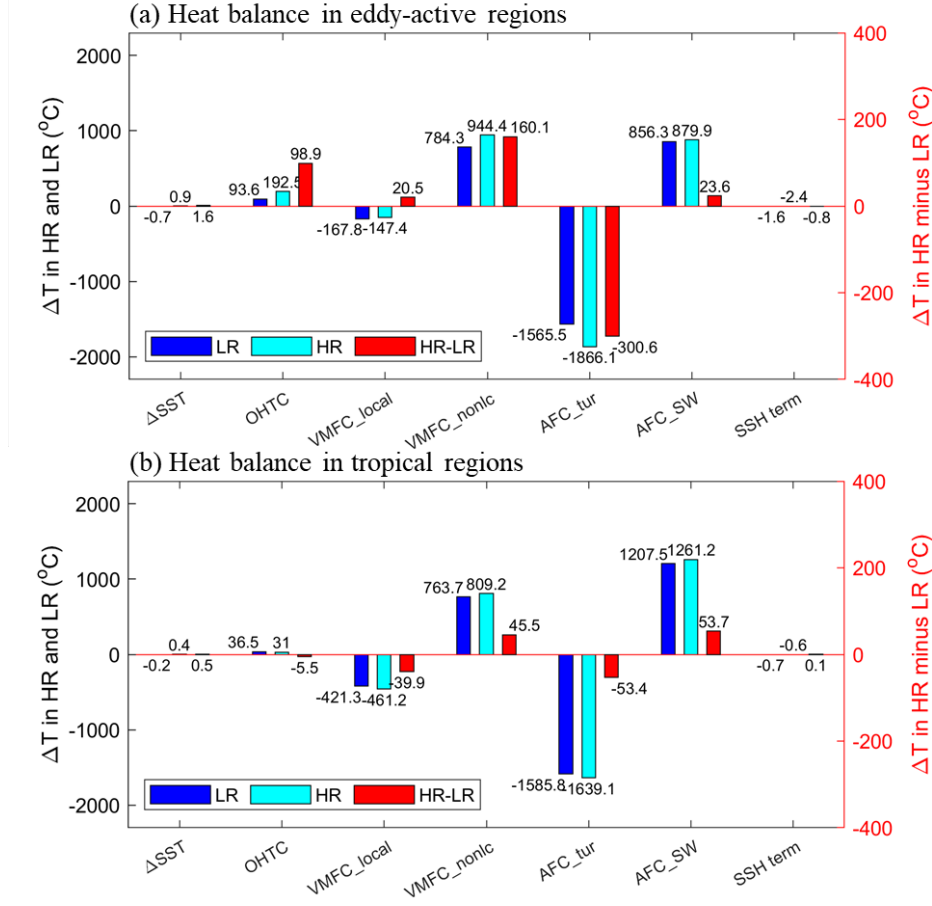 (a) Heat balance in eddy-active regions
ΔT in HR and LR (°C)
2000
1000
0
-1000
-2000
-0.7 0.9 1.6
93.6 192.5 98.9
-167.8 -147.4 20.5
784.3 944.4 160.1
-1565.5 -1866.1 -300.6
856.3 879.9 23.6
-1.6 -2.4 -0.8
LR HR HR-LR
400
200
0
-200
-400
ΔT in HR minus LR (°C)
ΔSST OHTC VMFC_local VMFC_nonlc AFC_tur AFC_SW SSH term
(b) Heat balance in tropical regions
ΔT in HR and LR (°C)
2000
1000
0
-1000
-2000
-0.2 0.4 0.5
36.5 31 -5.5
-421.3 -461.2 -39.9
763.7 809.2 45.5
-1585.8 -1639.1 -53.4
1207.5 1261.2 53.7
-0.7 -0.6 0.1
LR HR HR-LR
400
200
0
-200
-400
ΔT in HR minus LR (°C)
ΔSST OHTC VMFC_local VMFC_nonlc AFC_tur AFC_SW SSH term